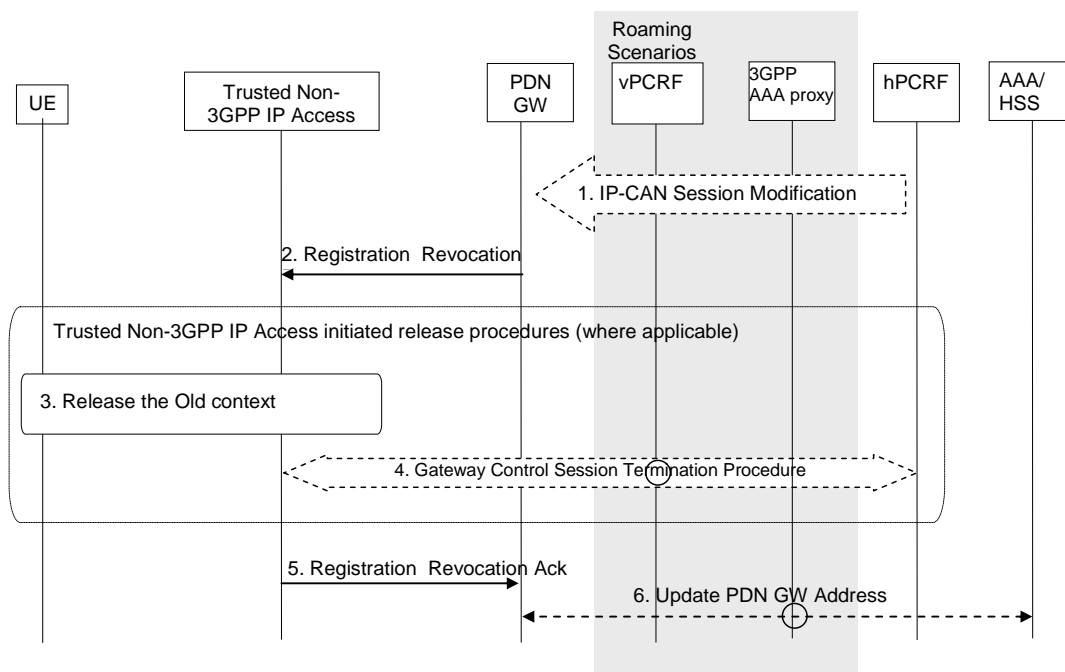 Roaming
Scenarios
UE
Trusted Non-
3GPP IP Access
PDN
GW
vPCRF
3GPP
AAA proxy
hPCRF
AAA/
HSS
1. IP-CAN Session Modification
2. Registration Revocation
Trusted Non-3GPP IP Access initiated release procedures (where applicable)
3. Release the Old context
4. Gateway Control Session Termination Procedure
5. Registration Revocation Ack
6. Update PDN GW Address